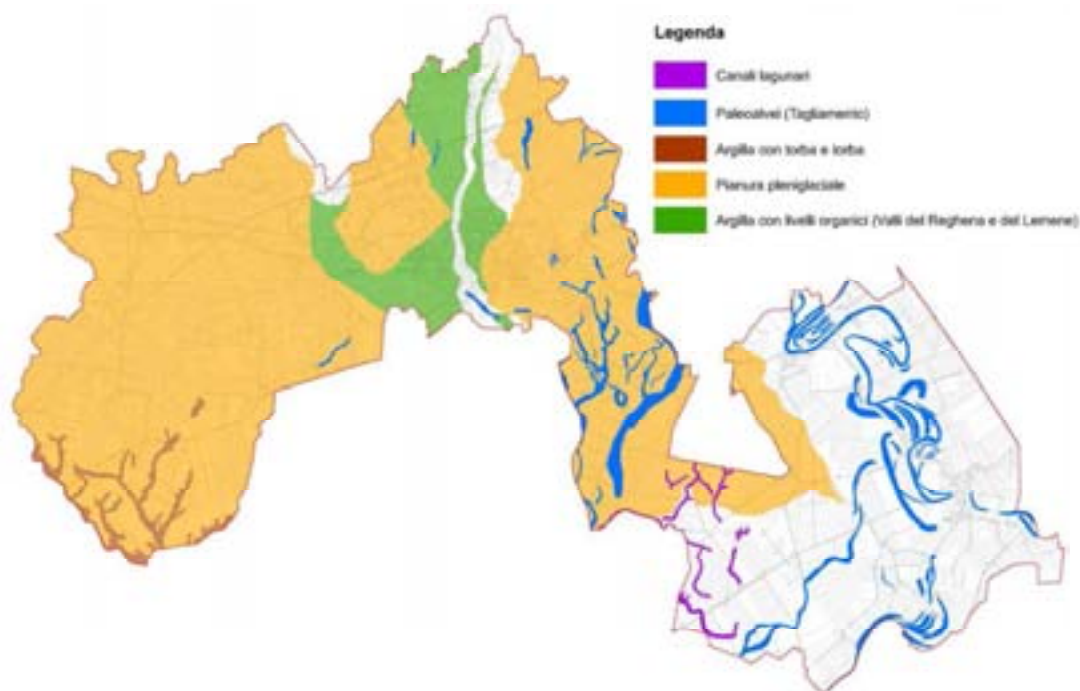 Legenda
Canali lagunari
Paleoalvei (Tagliamento)
Argilla con torba e torba
Pianura pleniglaciale
Argilla con livelli organici (Valli del Reghena e del Lemene)